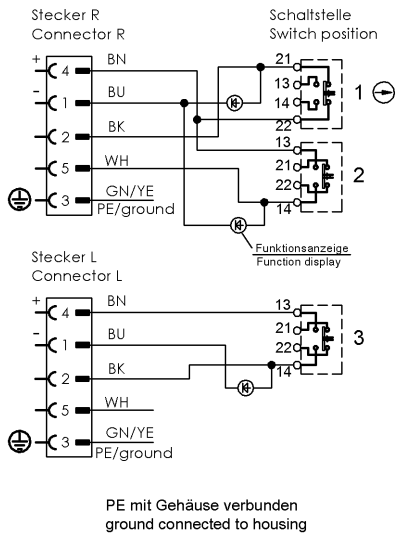 Stecker R
Connector R
Schaltstelle
Switch position
+
4
BN
21
13
1
−
1
BU
14
22
2
BK
13
5
WH
21
2
22
3
GN/YE
PE/ground
14
Funktionsanzeige
Function display
Stecker L
Connector L
+
4
BN
13
21
3
−
1
BU
22
2
BK
14
5
WH
3
GN/YE
PE/ground
PE mit Gehäuse verbunden
ground connected to housing